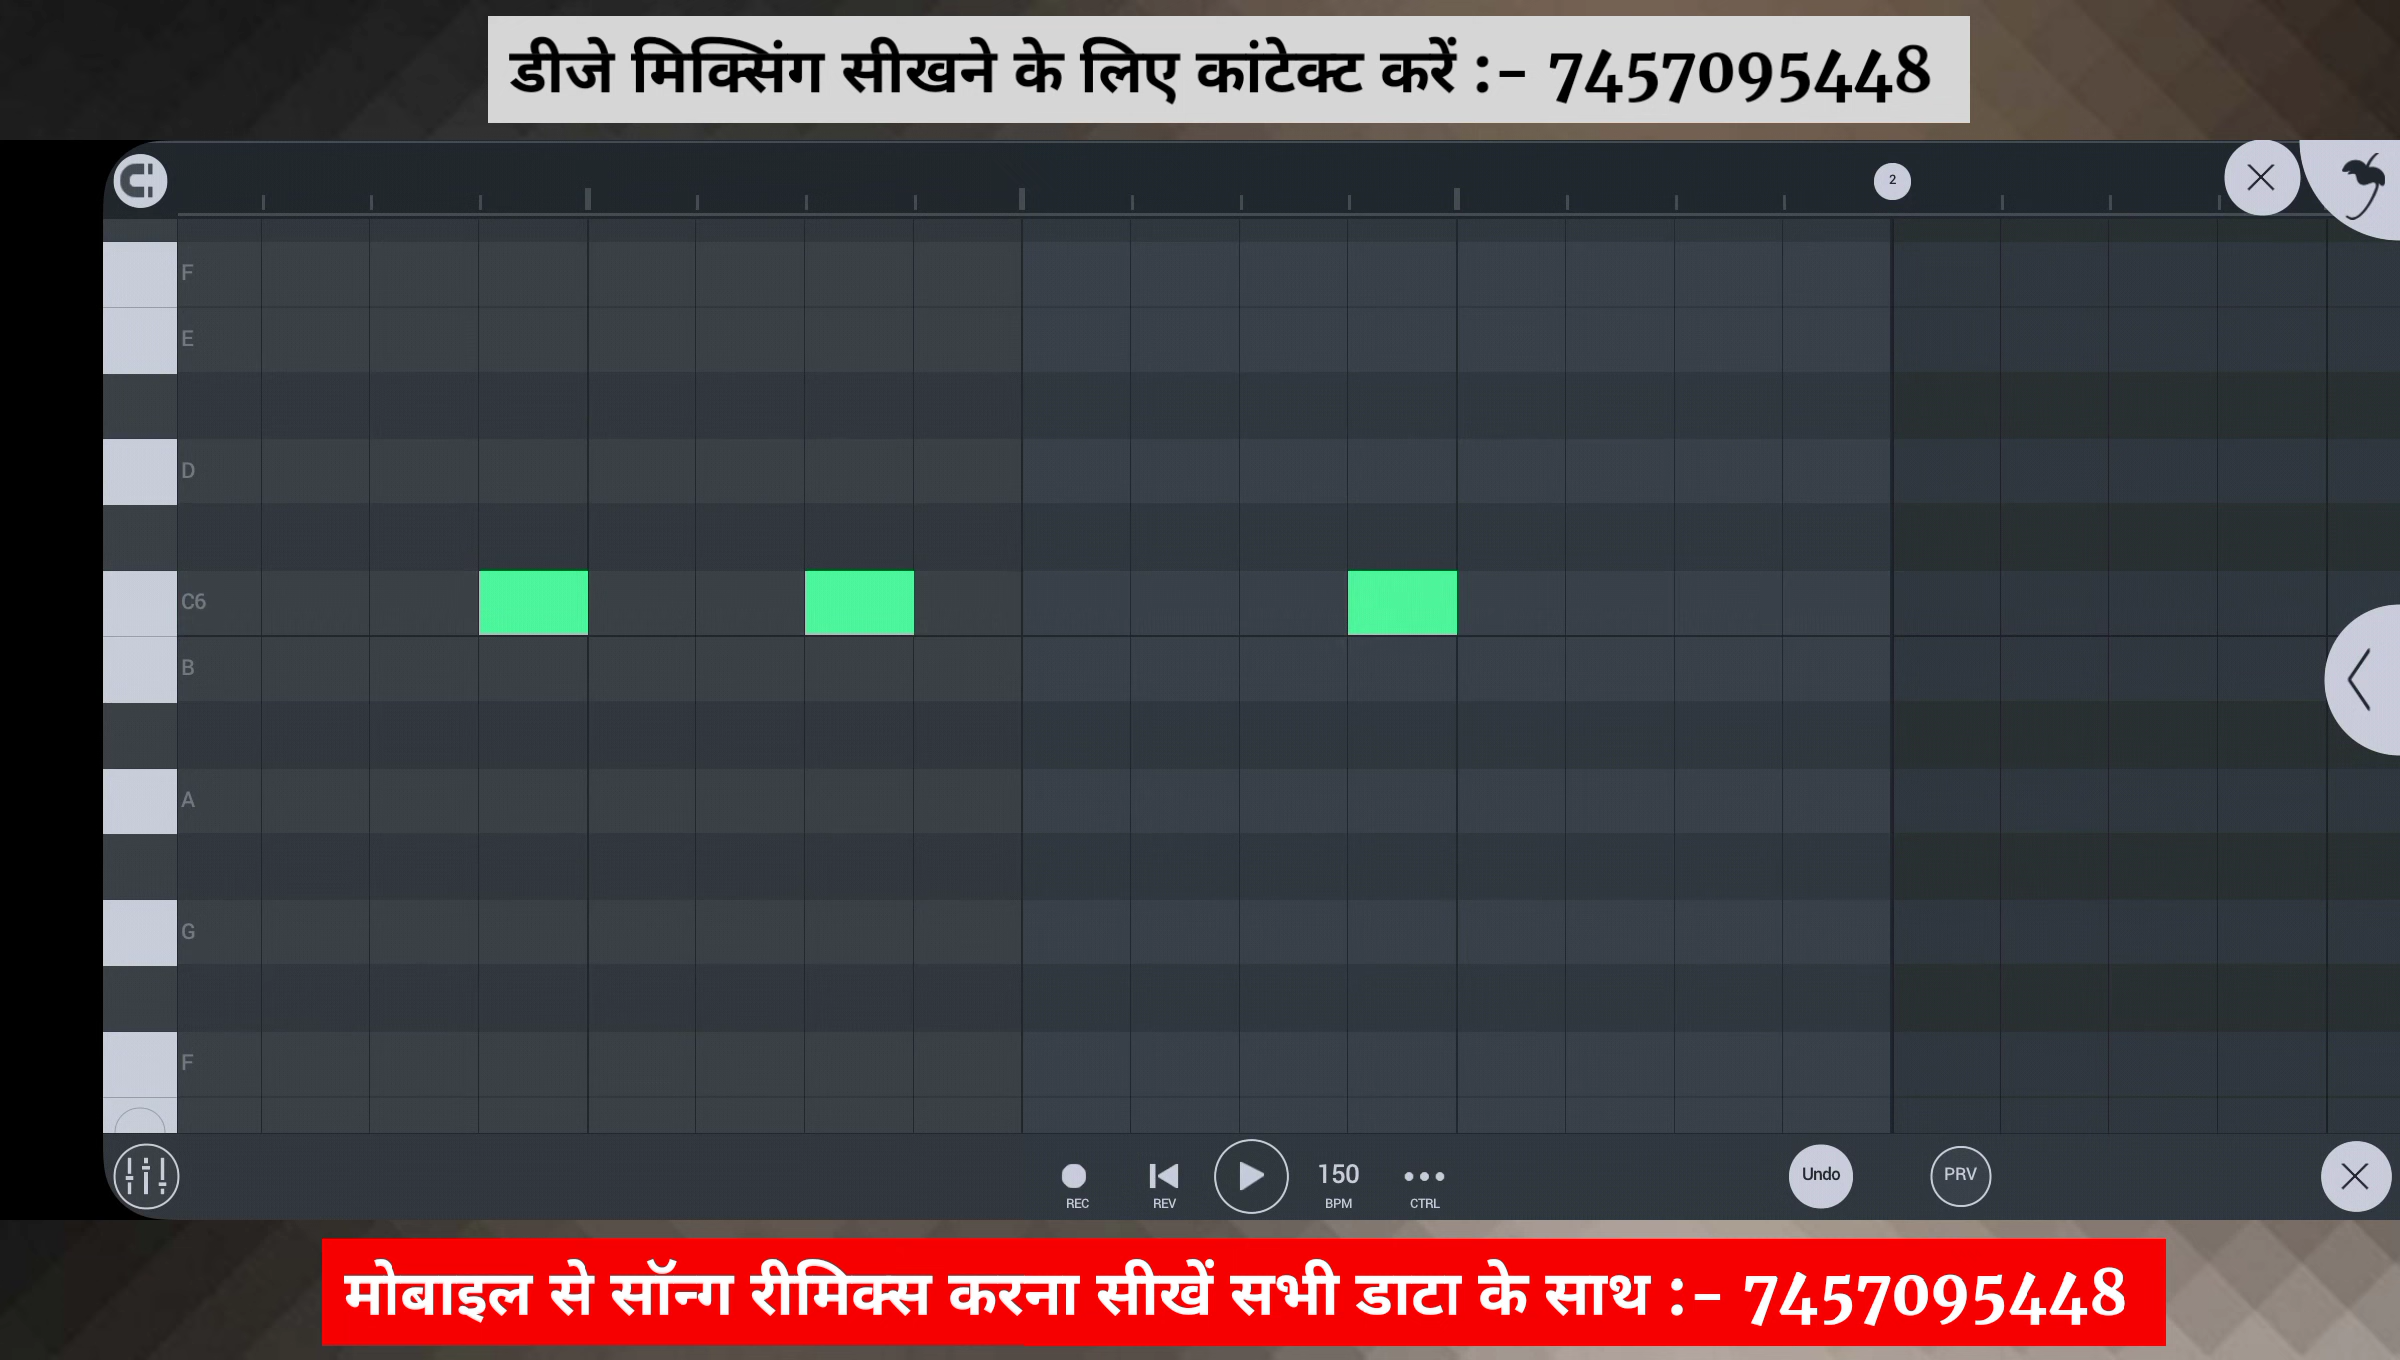 डीजे मिक्सिंग सीखने के लिए कांटेक्ट करें :- 7457095448
2
F
E
D
C6
B
A
G
F
150
Undo
PRV
REC
REV
BPM
CTRL
मोबाइल से सॉन्ग रीमिक्स करना सीखें सभी डाटा के साथ :- 7457095448